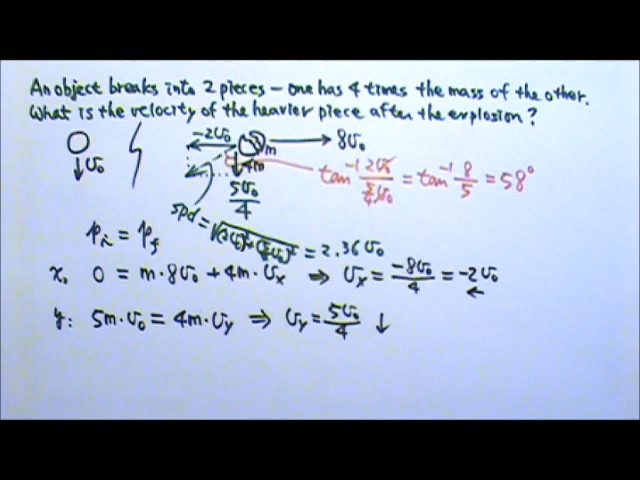 An object breaks into 2 pieces – one has 4 times the mass of the other.
What is the velocity of the heavier piece after the explosion?
-2v₀ m 8v₀
v₀ 4m
tan⁻¹ 2v₀/(5/4 v₀) = tan⁻¹ 8/5 = 58°
5v₀/4
spd = √((2v₀)²+(5/4 v₀)²) = 2.36v₀
pᵢ = p_f
x: 0 = m·8v₀ + 4m·vₓ ⇒ vₓ = -8v₀/4 = -2v₀ ←
y: 5m·v₀ = 4m·v_y ⇒ v_y = 5v₀/4 ↓